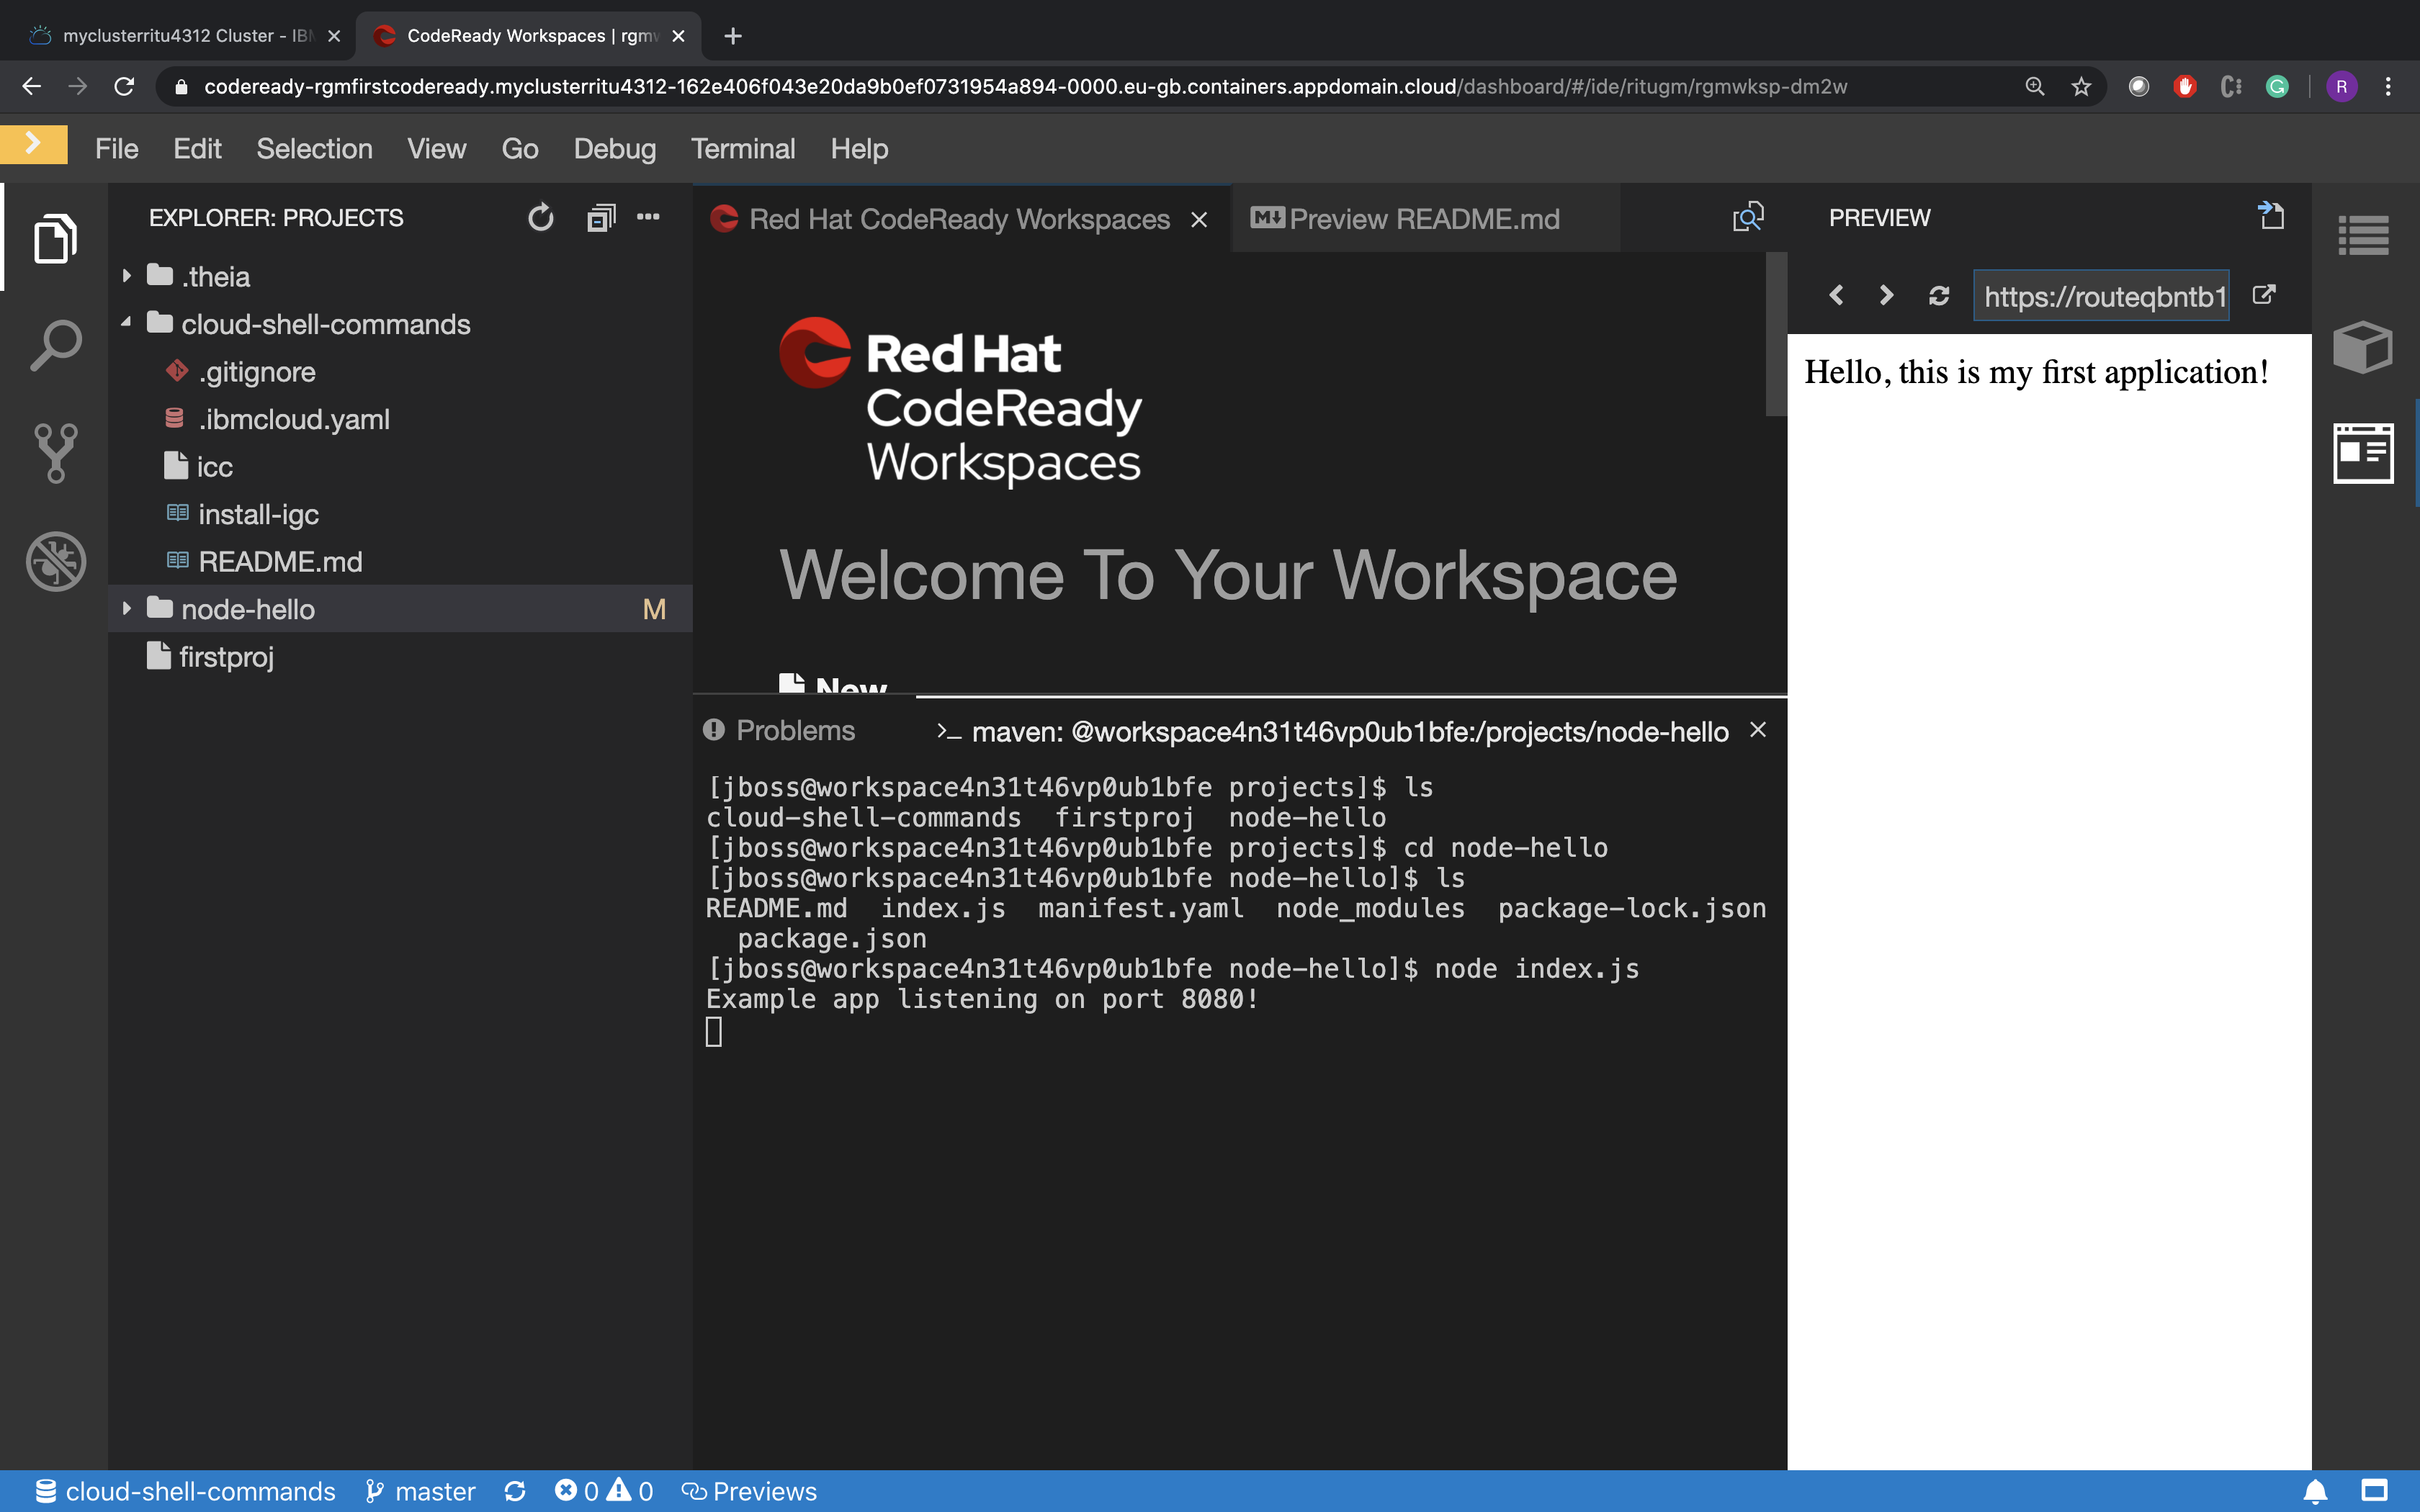 myclusterritu4312 Cluster - IBM
CodeReady Workspaces | rgmw
codeready-rgmfirstcodeready.myclusterritu4312-162e406f043e20da9b0ef0731954a894-0000.eu-gb.containers.appdomain.cloud/dashboard/#/ide/ritugm/rgmwksp-dm2w
R
File Edit Selection View Go Debug Terminal Help
EXPLORER: PROJECTS
.theia
cloud-shell-commands
.gitignore
.ibmcloud.yaml
icc
install-igc
README.md
node-hello M
firstproj
Red Hat CodeReady Workspaces
Preview README.md
Red Hat
CodeReady
Workspaces
Welcome To Your Workspace
New
Problems
maven: @workspace4n31t46vp0ub1bfe:/projects/node-hello
[jboss@workspace4n31t46vp0ub1bfe projects]$ ls
cloud-shell-commands firstproj node-hello
[jboss@workspace4n31t46vp0ub1bfe projects]$ cd node-hello
[jboss@workspace4n31t46vp0ub1bfe node-hello]$ ls
README.md index.js manifest.yaml node_modules package-lock.json
package.json
[jboss@workspace4n31t46vp0ub1bfe node-hello]$ node index.js
Example app listening on port 8080!
PREVIEW
https://routeqbntb1
Hello, this is my first application!
cloud-shell-commands master 0 0 Previews